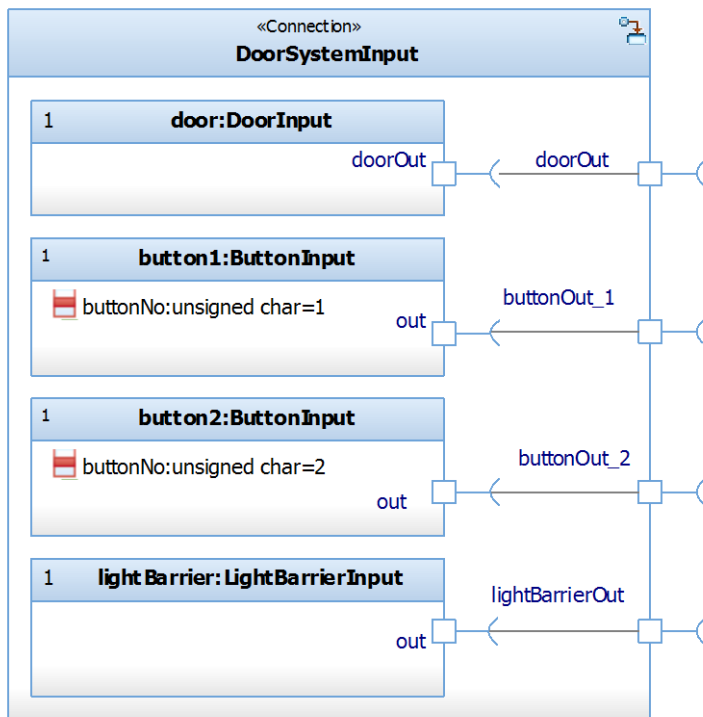 «Connection»
DoorSystemInput
1 door:DoorInput
doorOut
doorOut
1 button1:ButtonInput
buttonNo:unsigned char=1
out
buttonOut_1
1 button2:ButtonInput
buttonNo:unsigned char=2
out
buttonOut_2
1 lightBarrier:LightBarrierInput
out
lightBarrierOut